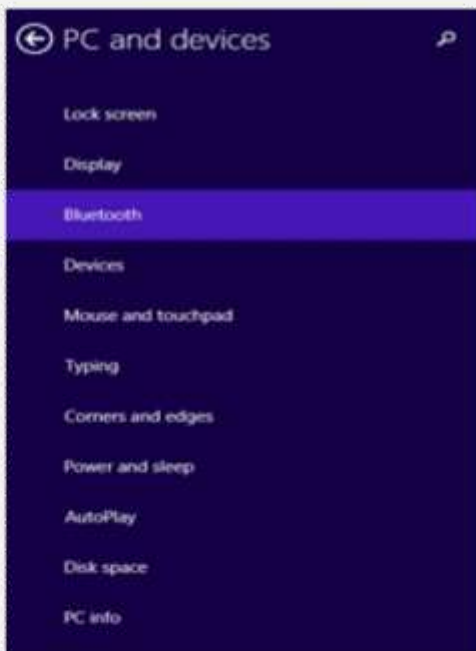 PC and devices
Lock screen
Display
Bluetooth
Devices
Mouse and touchpad
Typing
Corners and edges
Power and sleep
AutoPlay
Disk space
PC info